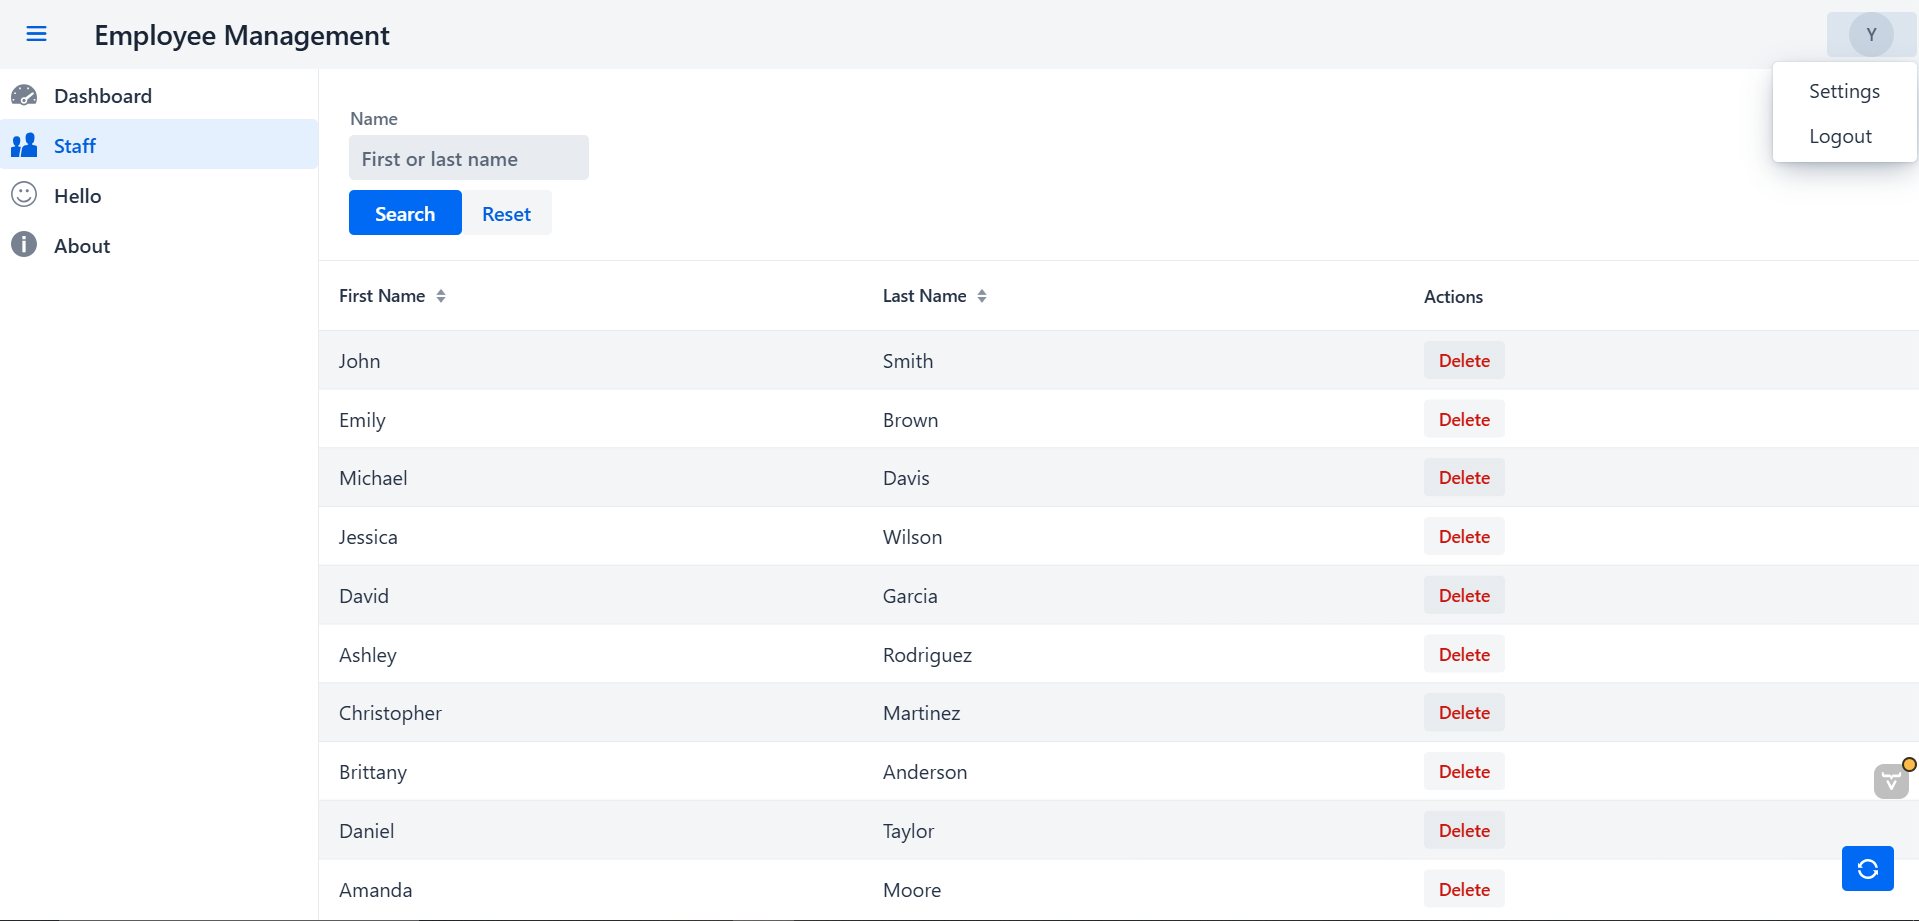 Employee Management
Y
Settings
Logout
Dashboard
Staff
Hello
About
Name
First or last name
Search Reset
First Name Last Name Actions
John Smith Delete
Emily Brown Delete
Michael Davis Delete
Jessica Wilson Delete
David Garcia Delete
Ashley Rodriguez Delete
Christopher Martinez Delete
Brittany Anderson Delete
Daniel Taylor Delete
Amanda Moore Delete